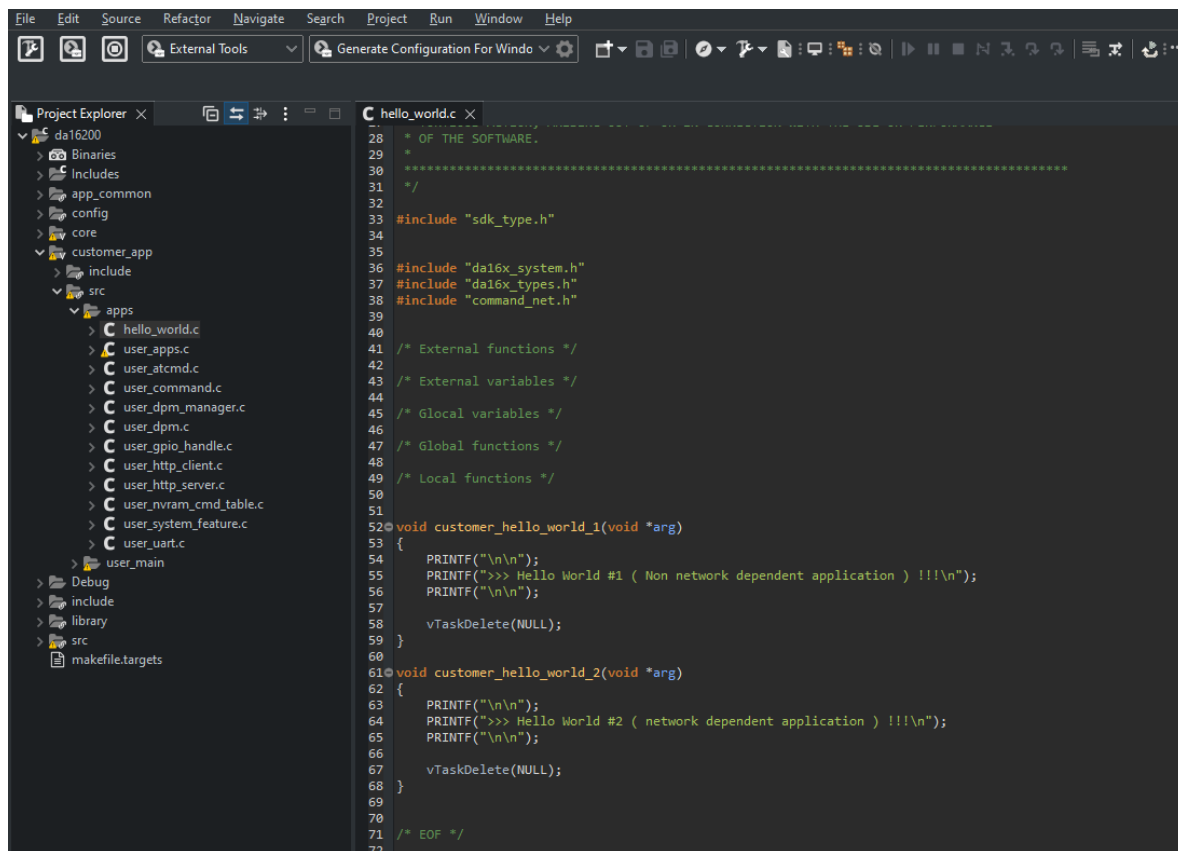 File Edit Source Refactor Navigate Search Project Run Window Help
External Tools
Generate Configuration For Windo
Project Explorer
da16200
Binaries
Includes
app_common
config
core
customer_app
include
src
apps
hello_world.c
user_apps.c
user_atcmd.c
user_command.c
user_dpm_manager.c
user_dpm.c
user_gpio_handle.c
user_http_client.c
user_http_server.c
user_nvram_cmd_table.c
user_system_feature.c
user_uart.c
user_main
Debug
include
library
src
makefile.targets
hello_world.c
28 * OF THE SOFTWARE.
29 *
30 ****************************************************************************************
31 */
32
33 #include "sdk_type.h"
34
35
36 #include "da16x_system.h"
37 #include "da16x_types.h"
38 #include "command_net.h"
39
40
41 /* External functions */
42
43 /* External variables */
44
45 /* Glocal variables */
46
47 /* Global functions */
48
49 /* Local functions */
50
51
52 void customer_hello_world_1(void *arg)
53 {
54 PRINTF("\n\n");
55 PRINTF(">>> Hello World #1 ( Non network dependent application ) !!!\n");
56 PRINTF("\n\n");
57
58 vTaskDelete(NULL);
59 }
60
61 void customer_hello_world_2(void *arg)
62 {
63 PRINTF("\n\n");
64 PRINTF(">>> Hello World #2 ( network dependent application ) !!!\n");
65 PRINTF("\n\n");
66
67 vTaskDelete(NULL);
68 }
69
70
71 /* EOF */
72